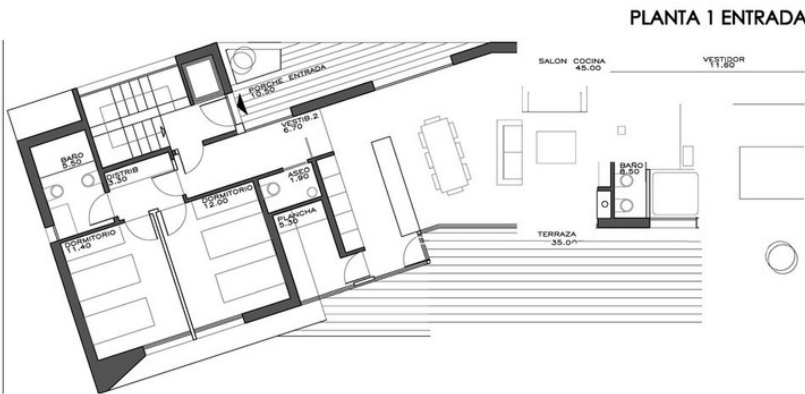 PLANTA 1 ENTRADA
SALON COCINA
45.00
VESTIDOR
11.60
PORCHE ENTRADA
10.50
VESTIB.2
6.70
BAÑO
5.50
DISTRIB
3.30
ASEO
1.90
DORMITORIO
12.00
BAÑO
8.50
PLANCHA
5.30
DORMITORIO
11.40
TERRAZA
35.00